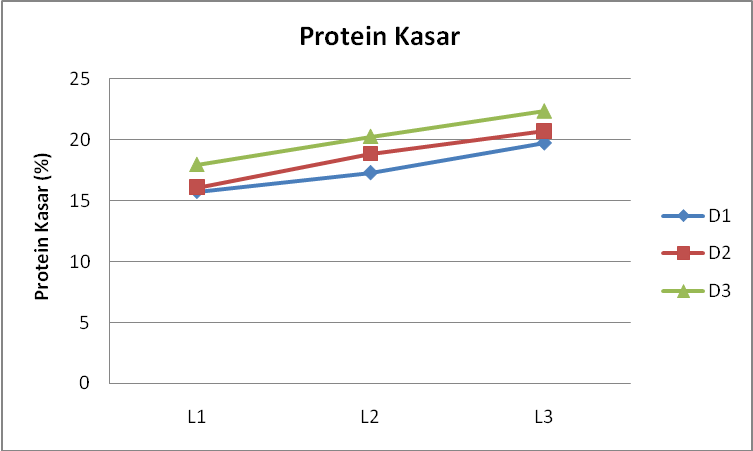 Protein Kasar
Protein Kasar (%)
25
20
15
10
5
0
L1
L2
L3
D1
D2
D3